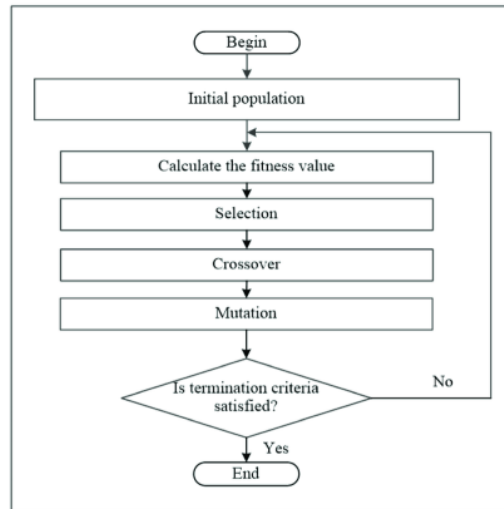 Begin
Initial population
Calculate the fitness value
Selection
Crossover
Mutation
Is termination criteria
satisfied?
No
Yes
End